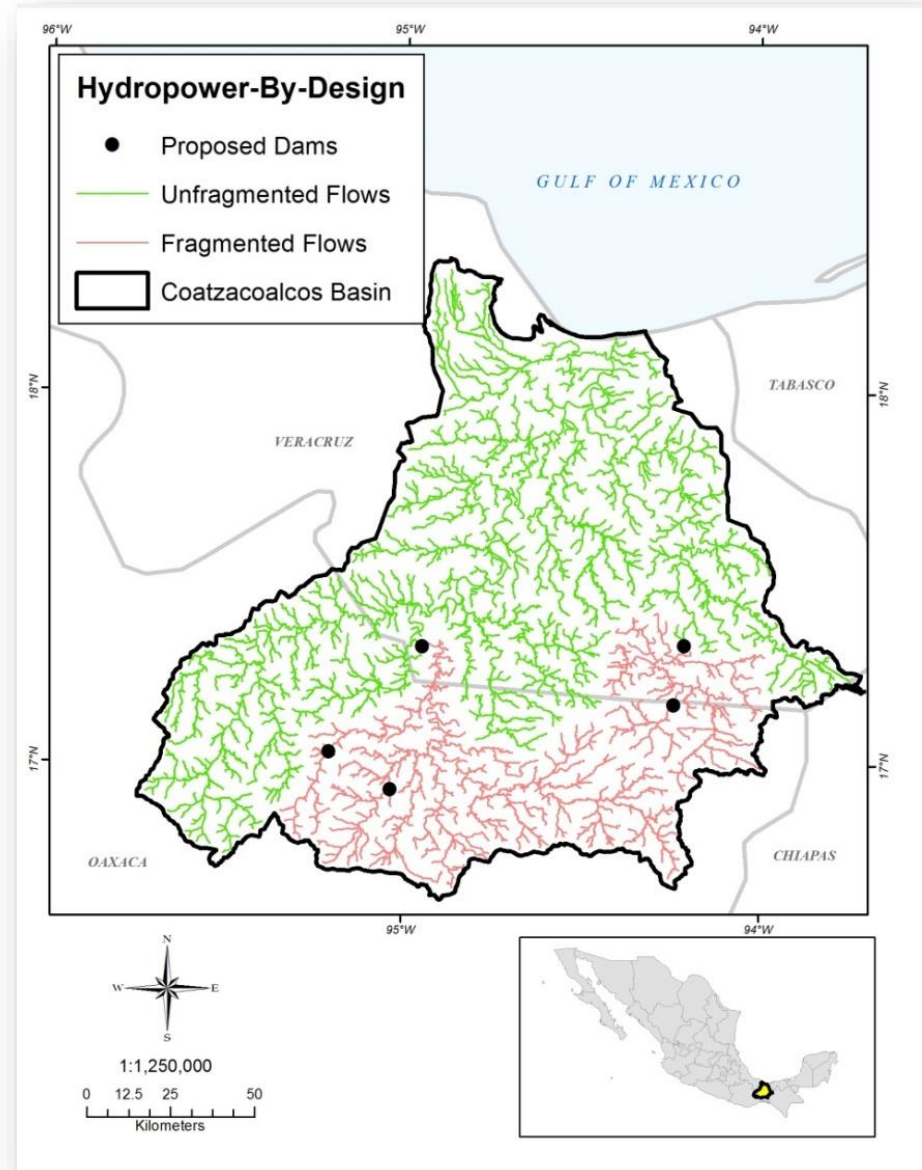 96°W
95°W
94°W
Hydropower-By-Design
Proposed Dams
Unfragmented Flows
Fragmented Flows
Coatzacoalcos Basin
GULF OF MEXICO
18°N
18°N
TABASCO
VERACRUZ
17°N
17°N
OAXACA
CHIAPAS
95°W
94°W
N
W
E
S
1:1,250,000
0 12.5 25 50
Kilometers